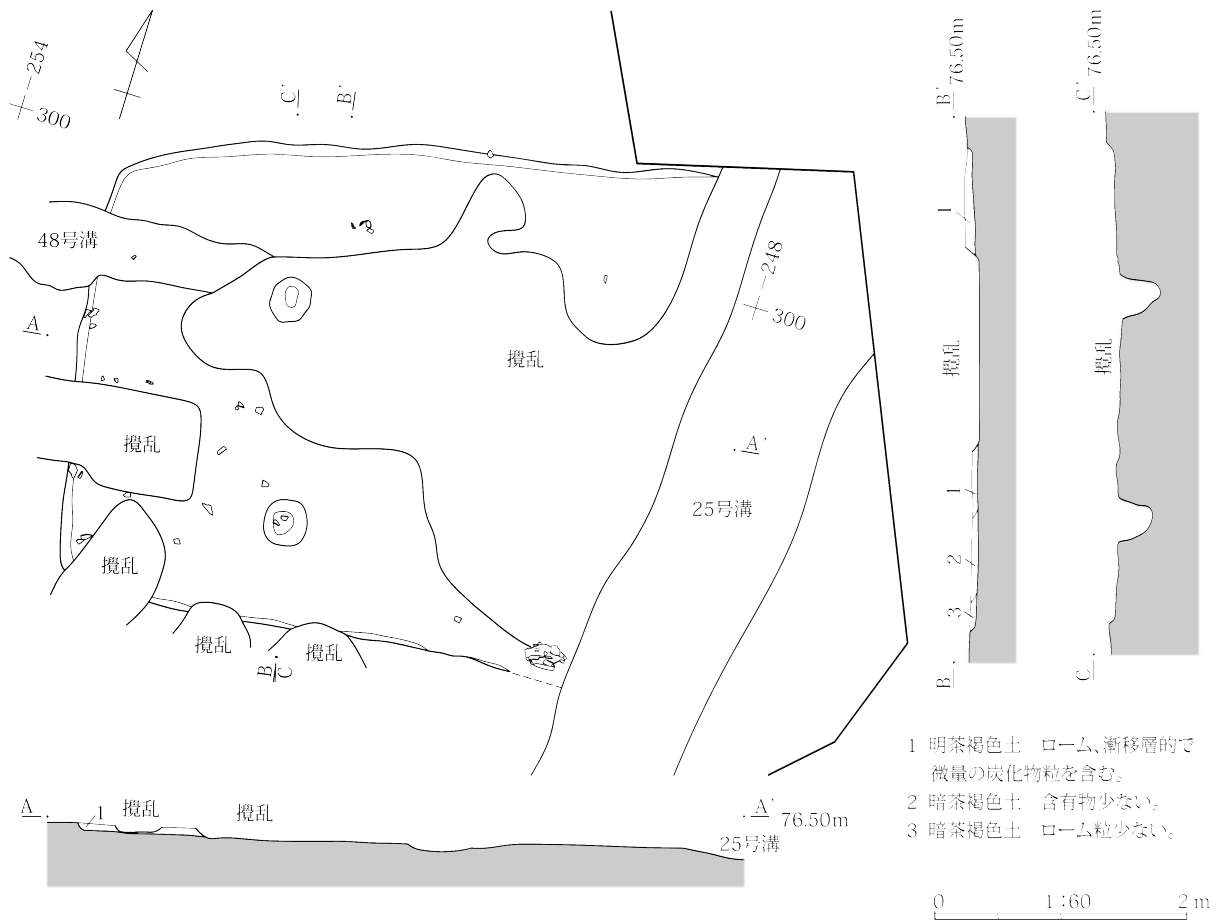 -254
300
C'
B'
48号溝
A
攪乱
-248
300
攪乱
A'
25号溝
攪乱
攪乱
攪乱
B
C
A
1
攪乱
攪乱
A'
76.50m
25号溝
B'
76.50m
1
攪乱
1
2
3
B
C'
76.50m
攪乱
C
1 明茶褐色土 ローム、漸移層的で
微量の炭化物粒を含む。
2 暗茶褐色土 含有物少ない。
3 暗茶褐色土 ローム粒少ない。
0 1:60 2m